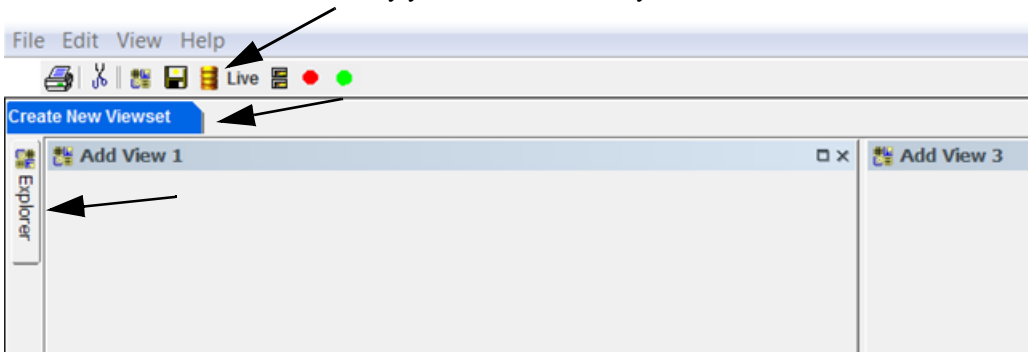 File Edit View Help
Live
Create New Viewset
Add View 1
Add View 3
Explorer